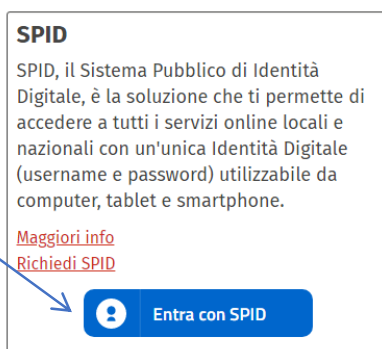 SPID
SPID, il Sistema Pubblico di Identità
Digitale, è la soluzione che ti permette di
accedere a tutti i servizi online locali e
nazionali con un'unica Identità Digitale
(username e password) utilizzabile da
computer, tablet e smartphone.
Maggiori info
Richiedi SPID
Entra con SPID